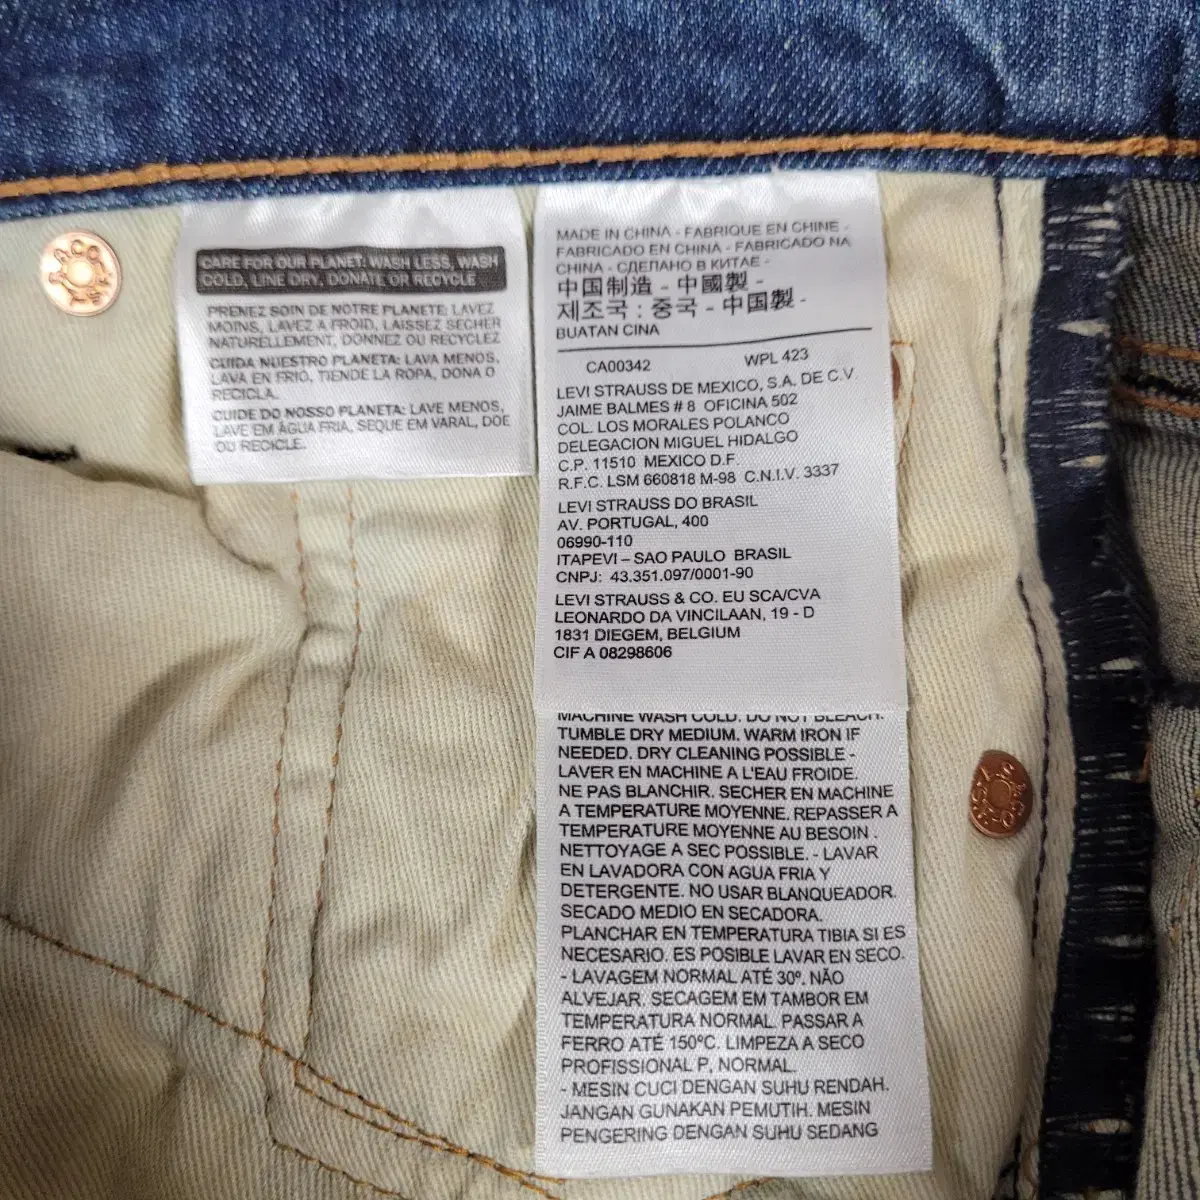 CARE FOR OUR PLANET: WASH LESS, WASH
COLD, LINE DRY, DONATE OR RECYCLE
PRENEZ SOIN DE NOTRE PLANETE: LAVEZ
MOINS, LAVEZ A FROID, LAISSEZ SECHER
NATURELLEMENT, DONNEZ OU RECYCLEZ
CUIDA NUESTRO PLANETA: LAVA MENOS,
LAVA EN FRIO, TIENDE LA ROPA, DONA O
RECICLA.
CUIDE DO NOSSO PLANETA: LAVE MENOS,
LAVE EM ÁGUA FRIA, SEQUE EM VARAL, DOE
OU RECICLE.
MADE IN CHINA - FABRIQUE EN CHINE -
FABRICADO EN CHINA - FABRICADO NA
CHINA - СДЕЛАНО В КИТАЕ -
中国制造 - 中國製 -
제조국 : 중국 - 中国製 -
BUATAN CINA
CA00342 WPL 423
LEVI STRAUSS DE MEXICO, S.A. DE C.V.
JAIME BALMES # 8 OFICINA 502
COL. LOS MORALES POLANCO
DELEGACION MIGUEL HIDALGO
C.P. 11510 MEXICO D.F.
R.F.C. LSM 660818 M-98 C.N.I.V. 3337
LEVI STRAUSS DO BRASIL
AV. PORTUGAL, 400
06990-110
ITAPEVI – SAO PAULO BRASIL
CNPJ: 43.351.097/0001-90
LEVI STRAUSS & CO. EU SCA/CVA
LEONARDO DA VINCILAAN, 19 - D
1831 DIEGEM, BELGIUM
CIF A 08298606
MACHINE WASH COLD. DO NOT BLEACH.
TUMBLE DRY MEDIUM. WARM IRON IF
NEEDED. DRY CLEANING POSSIBLE -
LAVER EN MACHINE A L'EAU FROIDE.
NE PAS BLANCHIR. SECHER EN MACHINE
A TEMPERATURE MOYENNE. REPASSER A
TEMPERATURE MOYENNE AU BESOIN .
NETTOYAGE A SEC POSSIBLE. - LAVAR
EN LAVADORA CON AGUA FRIA Y
DETERGENTE. NO USAR BLANQUEADOR.
SECADO MEDIO EN SECADORA.
PLANCHAR EN TEMPERATURA TIBIA SI ES
NECESARIO. ES POSIBLE LAVAR EN SECO.
- LAVAGEM NORMAL ATÉ 30º. NÃO
ALVEJAR. SECAGEM EM TAMBOR EM
TEMPERATURA NORMAL. PASSAR A
FERRO ATÉ 150ºC. LIMPEZA A SECO
PROFISSIONAL P, NORMAL.
- MESIN CUCI DENGAN SUHU RENDAH.
JANGAN GUNAKAN PEMUTIH. MESIN
PENGERING DENGAN SUHU SEDANG